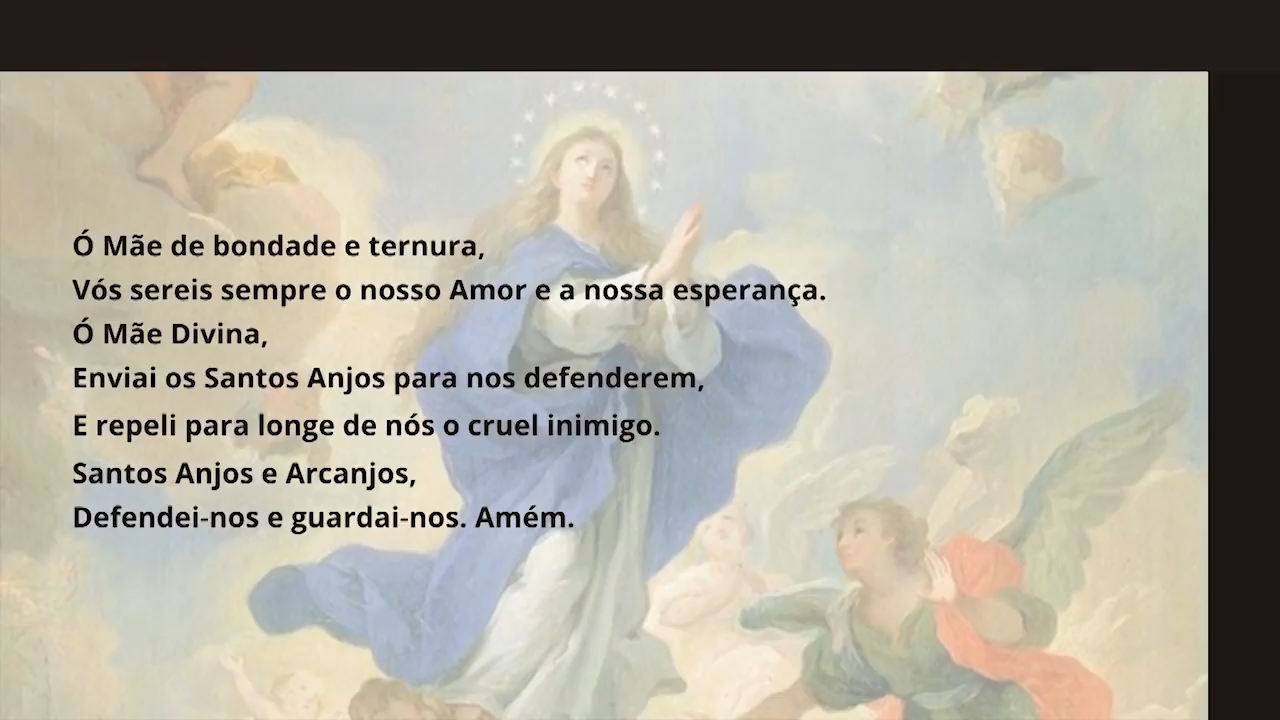 Ó Mãe de bondade e ternura,
Vós sereis sempre o nosso Amor e a nossa esperança.
Ó Mãe Divina,
Enviai os Santos Anjos para nos defenderem,
E repeli para longe de nós o cruel inimigo.
Santos Anjos e Arcanjos,
Defendei-nos e guardai-nos. Amém.